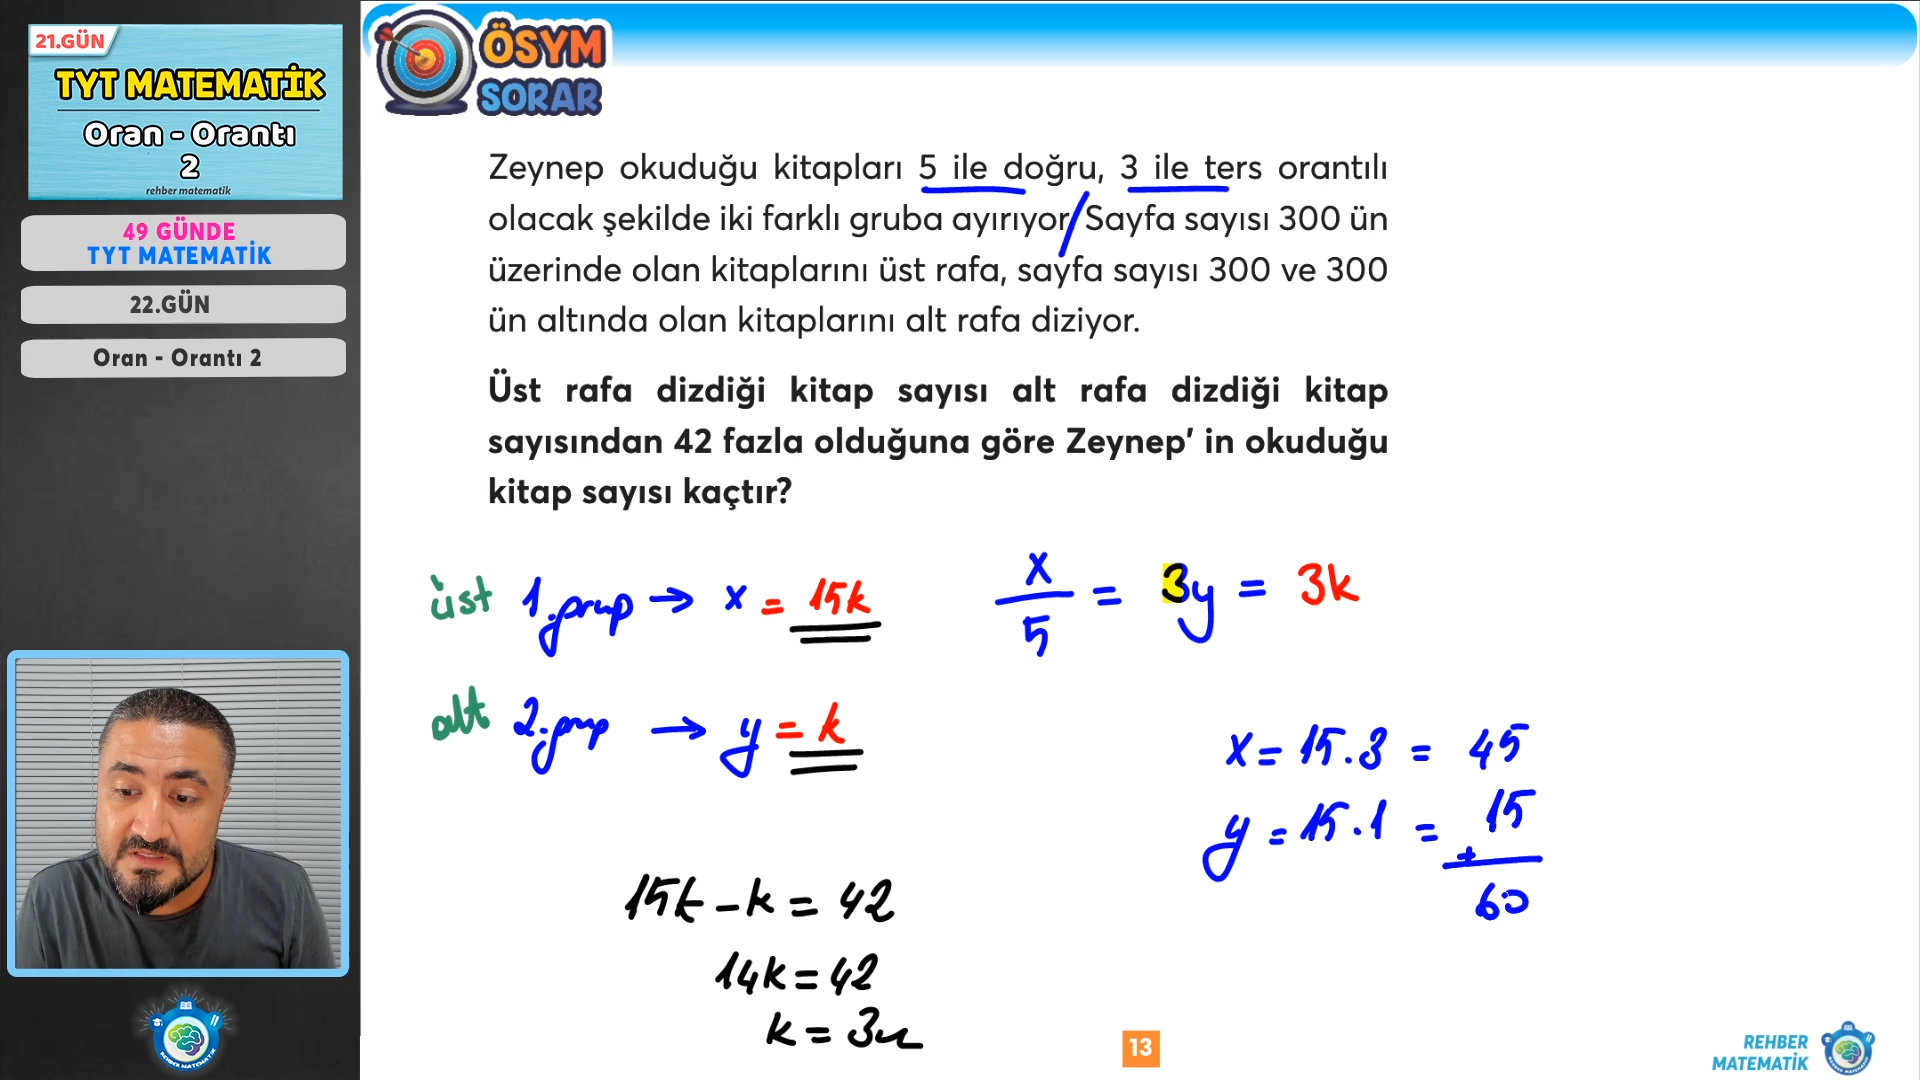 21.GÜN
TYT MATEMATİK
Oran - Orantı
2
rehber matematik
49 GÜNDE
TYT MATEMATİK
22.GÜN
Oran - Orantı 2
ÖSYM
SORAR
Zeynep okuduğu kitapları 5 ile doğru, 3 ile ters orantılı
olacak şekilde iki farklı gruba ayırıyor. Sayfa sayısı 300 ün
üzerinde olan kitaplarını üst rafa, sayfa sayısı 300 ve 300
ün altında olan kitaplarını alt rafa diziyor.
Üst rafa dizdiği kitap sayısı alt rafa dizdiği kitap
sayısından 42 fazla olduğuna göre Zeynep' in okuduğu
kitap sayısı kaçtır?
üst 1.grup → x = 15k
x/5 = 3y = 3k
alt 2.grup → y = k
x = 15.3 = 45
y = 15.1 = 15
+
60
15k - k = 42
14k = 42
k = 3
13
REHBER
MATEMATİK
REHBER MATEMATİK